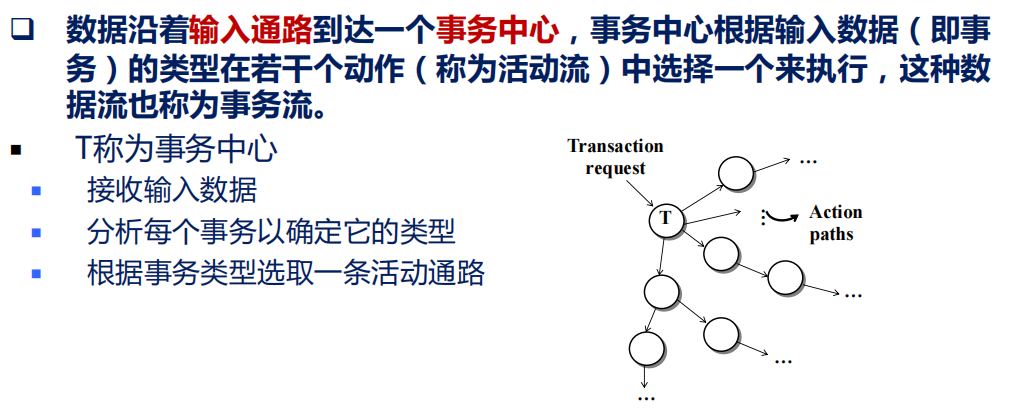 数据沿着输入通路到达一个事务中心，事务中心根据输入数据（即事
务）的类型在若干个动作（称为活动流）中选择一个来执行，这种数
据流也称为事务流。
T称为事务中心
接收输入数据
分析每个事务以确定它的类型
根据事务类型选取一条活动通路
Transaction
request
...
T
⋮
Action
paths
...
...
...